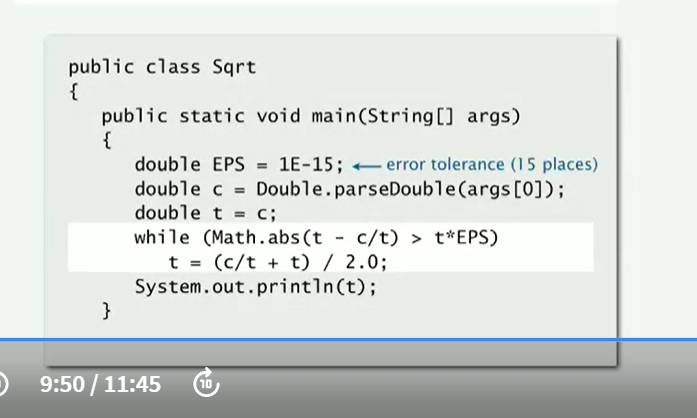 public class Sqrt
{
public static void main(String[] args)
{
double EPS = 1E-15; ← error tolerance (15 places)
double c = Double.parseDouble(args[0]);
double t = c;
while (Math.abs(t - c/t) > t*EPS)
t = (c/t + t) / 2.0;
System.out.println(t);
}
9:50 / 11:45
10